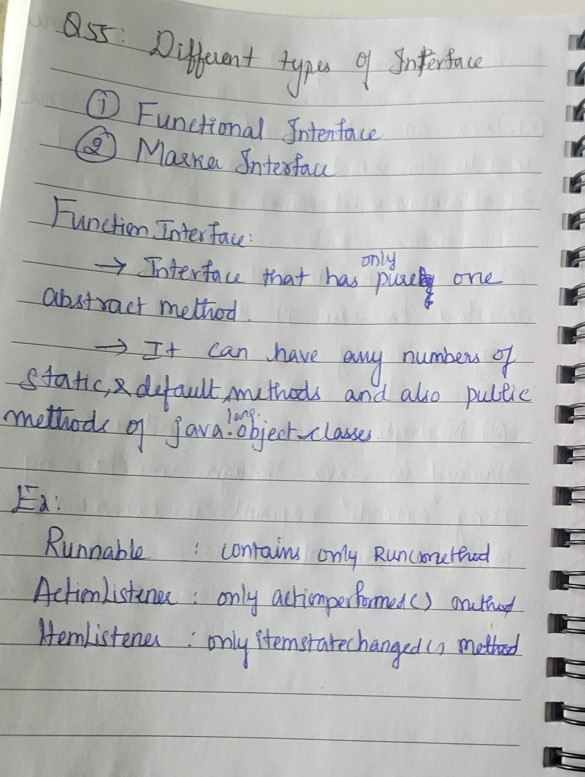 Q55: Different types of Interface
① Functional Interface
② Marker Interface
Function Interface:
→ Interface that has only purely one
abstract method.
→ It can have any numbers of
static, & default methods and also public
methods of java.lang.object classes
Ex:
Runnable : contains only Run() method
ActionListener : only actionperformed() method
ItemListener : only itemstatechanged() method